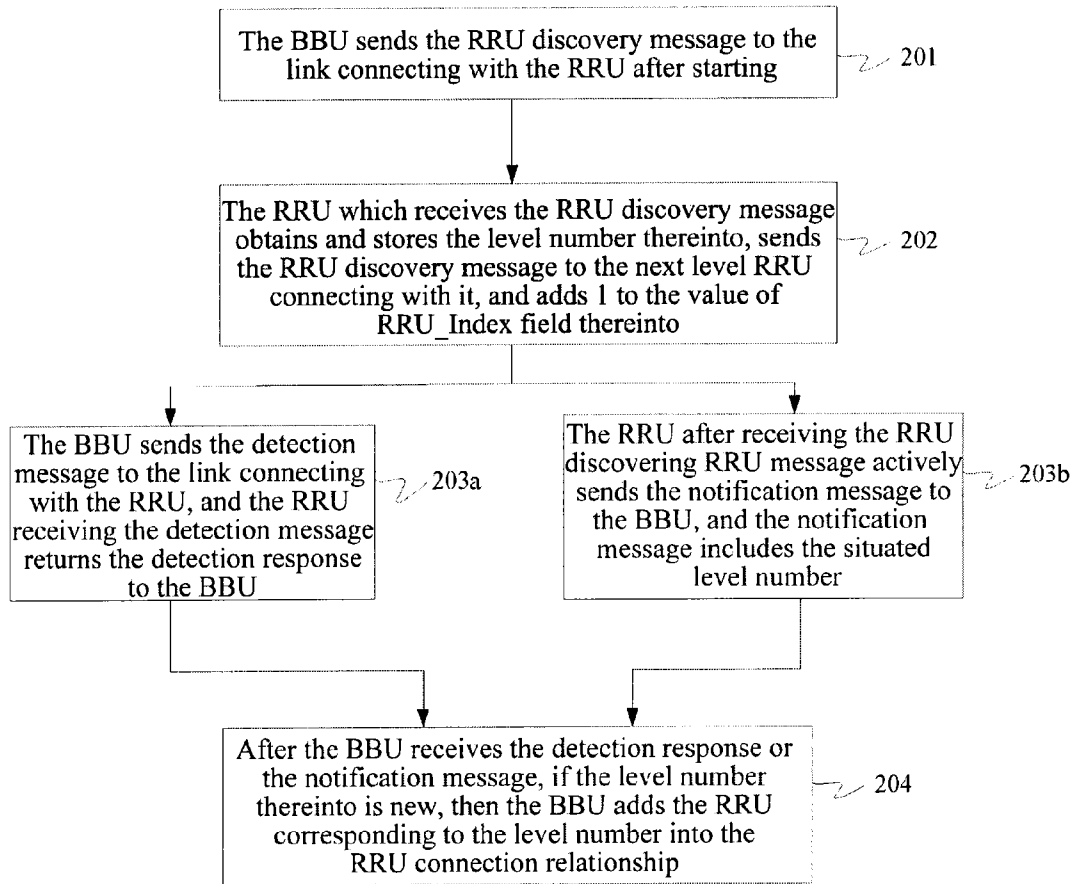 The BBU sends the RRU discovery message to the
link connecting with the RRU after starting
201
The RRU which receives the RRU discovery message
obtains and stores the level number thereinto, sends
the RRU discovery message to the next level RRU
connecting with it, and adds 1 to the value of
RRU_Index field thereinto
202
The BBU sends the detection
message to the link connecting
with the RRU, and the RRU
receiving the detection message
returns the detection response
to the BBU
203a
The RRU after receiving the RRU
discovering RRU message actively
sends the notification message to
the BBU, and the notification
message includes the situated
level number
203b
After the BBU receives the detection response or
the notification message, if the level number
thereinto is new, then the BBU adds the RRU
corresponding to the level number into the
RRU connection relationship
204